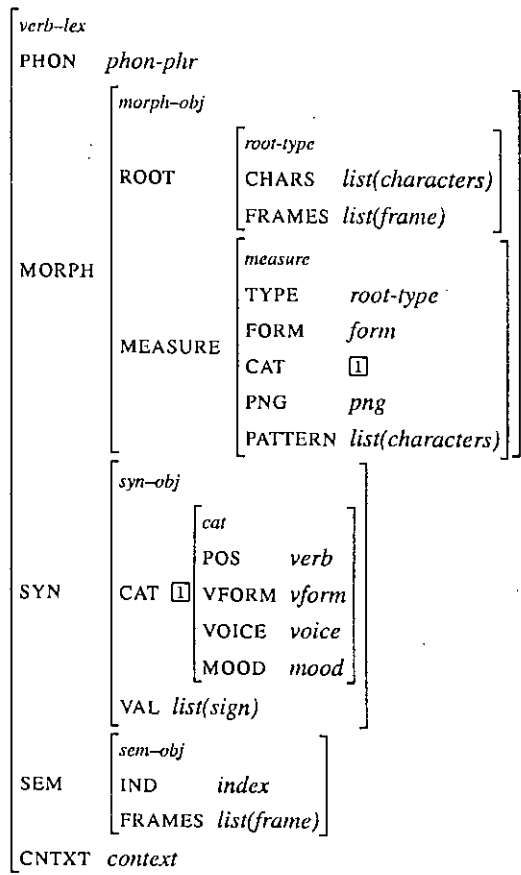 verb-lex
PHON phon-phr
morph-obj
root-type
ROOT CHARS list(characters)
FRAMES list(frame)
MORPH
measure
TYPE root-type
FORM form
MEASURE CAT 1
PNG png
PATTERN list(characters)
syn-obj
cat
POS verb
SYN CAT 1 VFORM vform
VOICE voice
MOOD mood
VAL list(sign)
sem-obj
SEM IND index
FRAMES list(frame)
CNTXT context